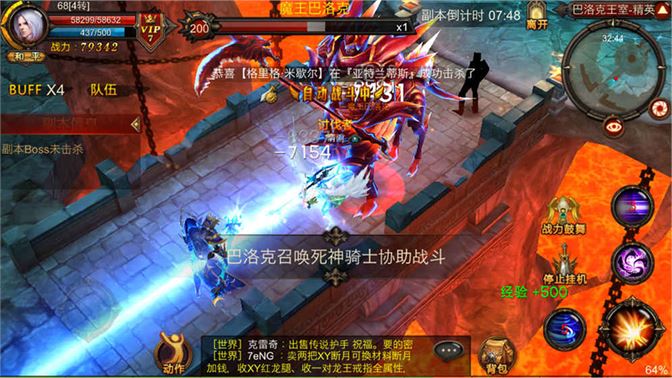 68[4转]
58299/58632
437/500
战力:79342
和平
VIP
7
200
魔王巴洛克
x1
副本倒计时 07:48
离开
巴洛克王室-精英
32:44
恭喜【格里格·米歇尔】在『亚特兰蒂斯』成功击杀了
BUFF X4
队伍
自动战斗中
讨伐者
-7154
副本Boss未击杀
巴洛克召唤死神骑士协助战斗
战力鼓舞
停止挂机
经验 +500
动作
[世界] 克雷奇：出售传说护手 祝福。要的密
[世界] 7eNG：卖两把XY断月可换材料断月
加钱，收XY红龙腿、收一对龙王戒指全属性，
背包
64%